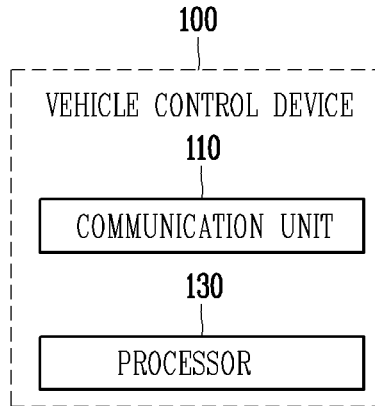 100
VEHICLE CONTROL DEVICE
110
COMMUNICATION UNIT
130
PROCESSOR